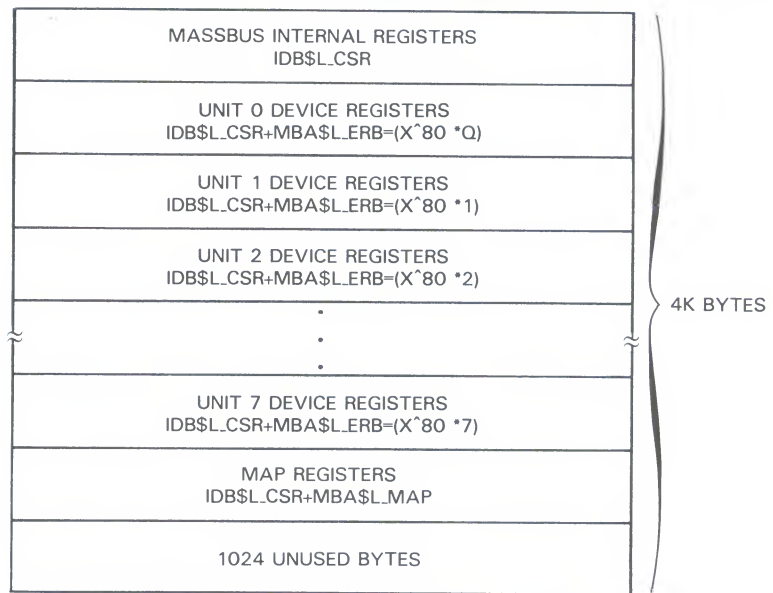 MASSBUS INTERNAL REGISTERS
IDB$L_CSR
UNIT 0 DEVICE REGISTERS
IDB$L_CSR+MBA$L_ERB=(X^80 *Q)
UNIT 1 DEVICE REGISTERS
IDB$L_CSR+MBA$L_ERB=(X^80 *1)
UNIT 2 DEVICE REGISTERS
IDB$L_CSR+MBA$L_ERB=(X^80 *2)
UNIT 7 DEVICE REGISTERS
IDB$L_CSR+MBA$L_ERB=(X^80 *7)
MAP REGISTERS
IDB$L_CSR+MBA$L_MAP
1024 UNUSED BYTES
4K BYTES